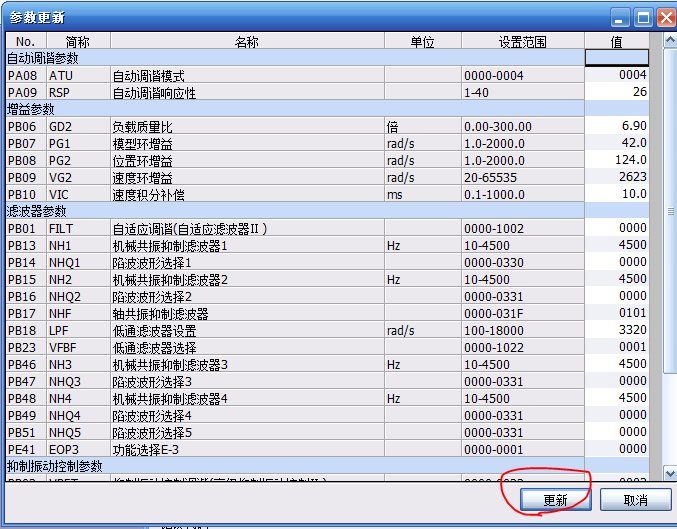 参数更新
No. 简称 名称 单位 设置范围 值
自动调谐参数
PA08 ATU 自动调谐模式 0000-0004 0004
PA09 RSP 自动调谐响应性 1-40 26
增益参数
PB06 GD2 负载质量比 倍 0.00-300.00 6.90
PB07 PG1 模型环增益 rad/s 1.0-2000.0 42.0
PB08 PG2 位置环增益 rad/s 1.0-2000.0 124.0
PB09 VG2 速度环增益 rad/s 20-65535 2623
PB10 VIC 速度积分补偿 ms 0.1-1000.0 10.0
滤波器参数
PB01 FILT 自适应调谐(自适应滤波器II) 0000-1002 0000
PB13 NH1 机械共振抑制滤波器1 Hz 10-4500 4500
PB14 NHQ1 陷波波形选择1 0000-0330 0000
PB15 NH2 机械共振抑制滤波器2 Hz 10-4500 4500
PB16 NHQ2 陷波波形选择2 0000-0331 0000
PB17 NHF 轴共振抑制滤波器 0000-031F 0101
PB18 LPF 低通滤波器设置 rad/s 100-18000 3320
PB23 VFBF 低通滤波器选择 0000-1022 0001
PB46 NH3 机械共振抑制滤波器3 Hz 10-4500 4500
PB47 NHQ3 陷波波形选择3 0000-0331 0000
PB48 NH4 机械共振抑制滤波器4 Hz 10-4500 4500
PB49 NHQ4 陷波波形选择4 0000-0331 0000
PB51 NHQ5 陷波波形选择5 0000-0331 0000
PE41 EOP3 功能选择E-3 0000-0001 0000
抑制振动控制参数
更新 取消